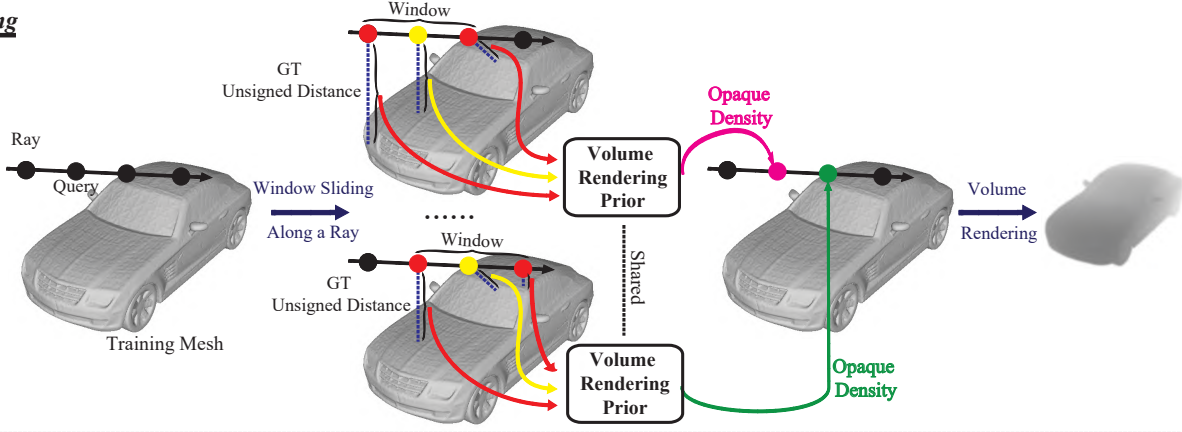 ng
Window
GT
Unsigned Distance
Opaque
Density
Ray
Query
Volume
Rendering
Prior
Window Sliding
Along a Ray
......
Volume
Rendering
Window
GT
Unsigned Distance
Shared
Training Mesh
Volume
Rendering
Prior
Opaque
Density